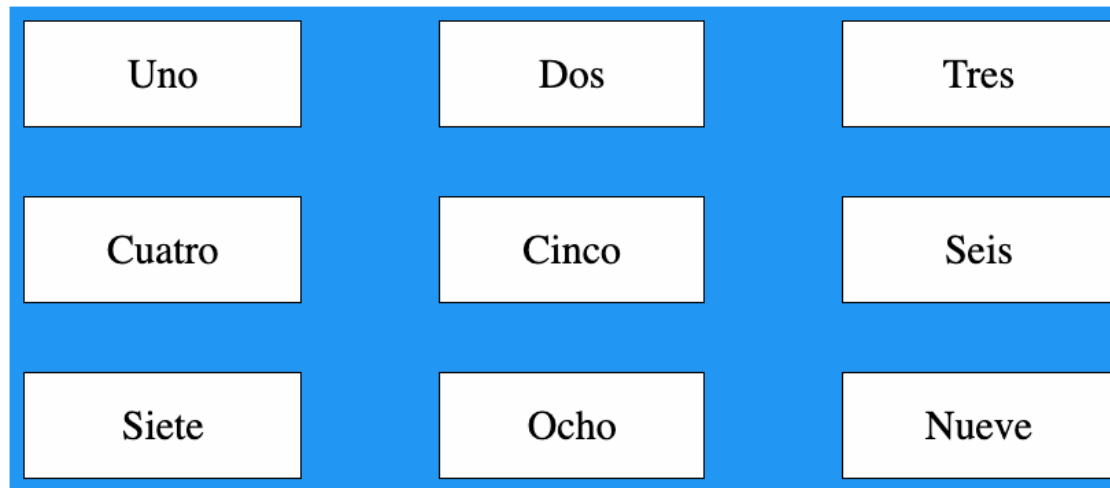 Uno Dos Tres
Cuatro Cinco Seis
Siete Ocho Nueve